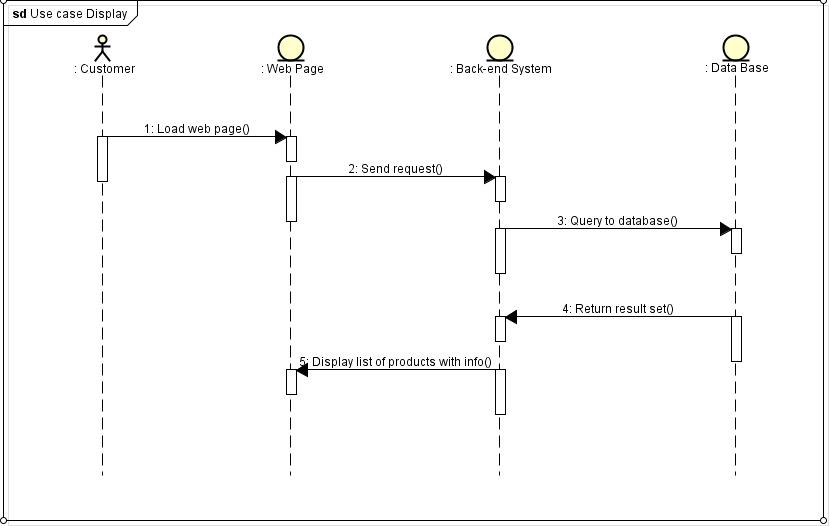 sd Use case Display
: Customer
: Web Page
: Back-end System
: Data Base
1: Load web page()
2: Send request()
3: Query to database()
4: Return result set()
5: Display list of products with info()